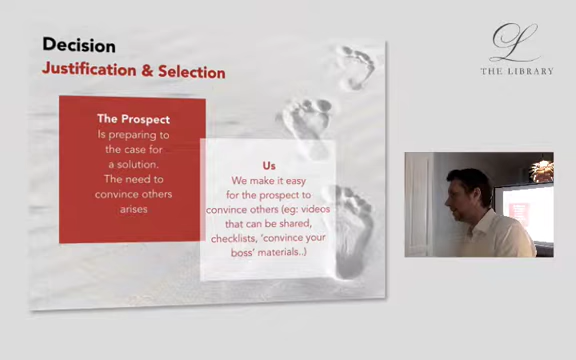 Decision
Justification & Selection
The Prospect
Is preparing to
the case for
a solution.
The need to
convince others
arises
Us
We make it easy
for the prospect to
convince others (eg: videos
that can be shared,
checklists, ‘convince your
boss’ materials..)
L
THE LIBRARY